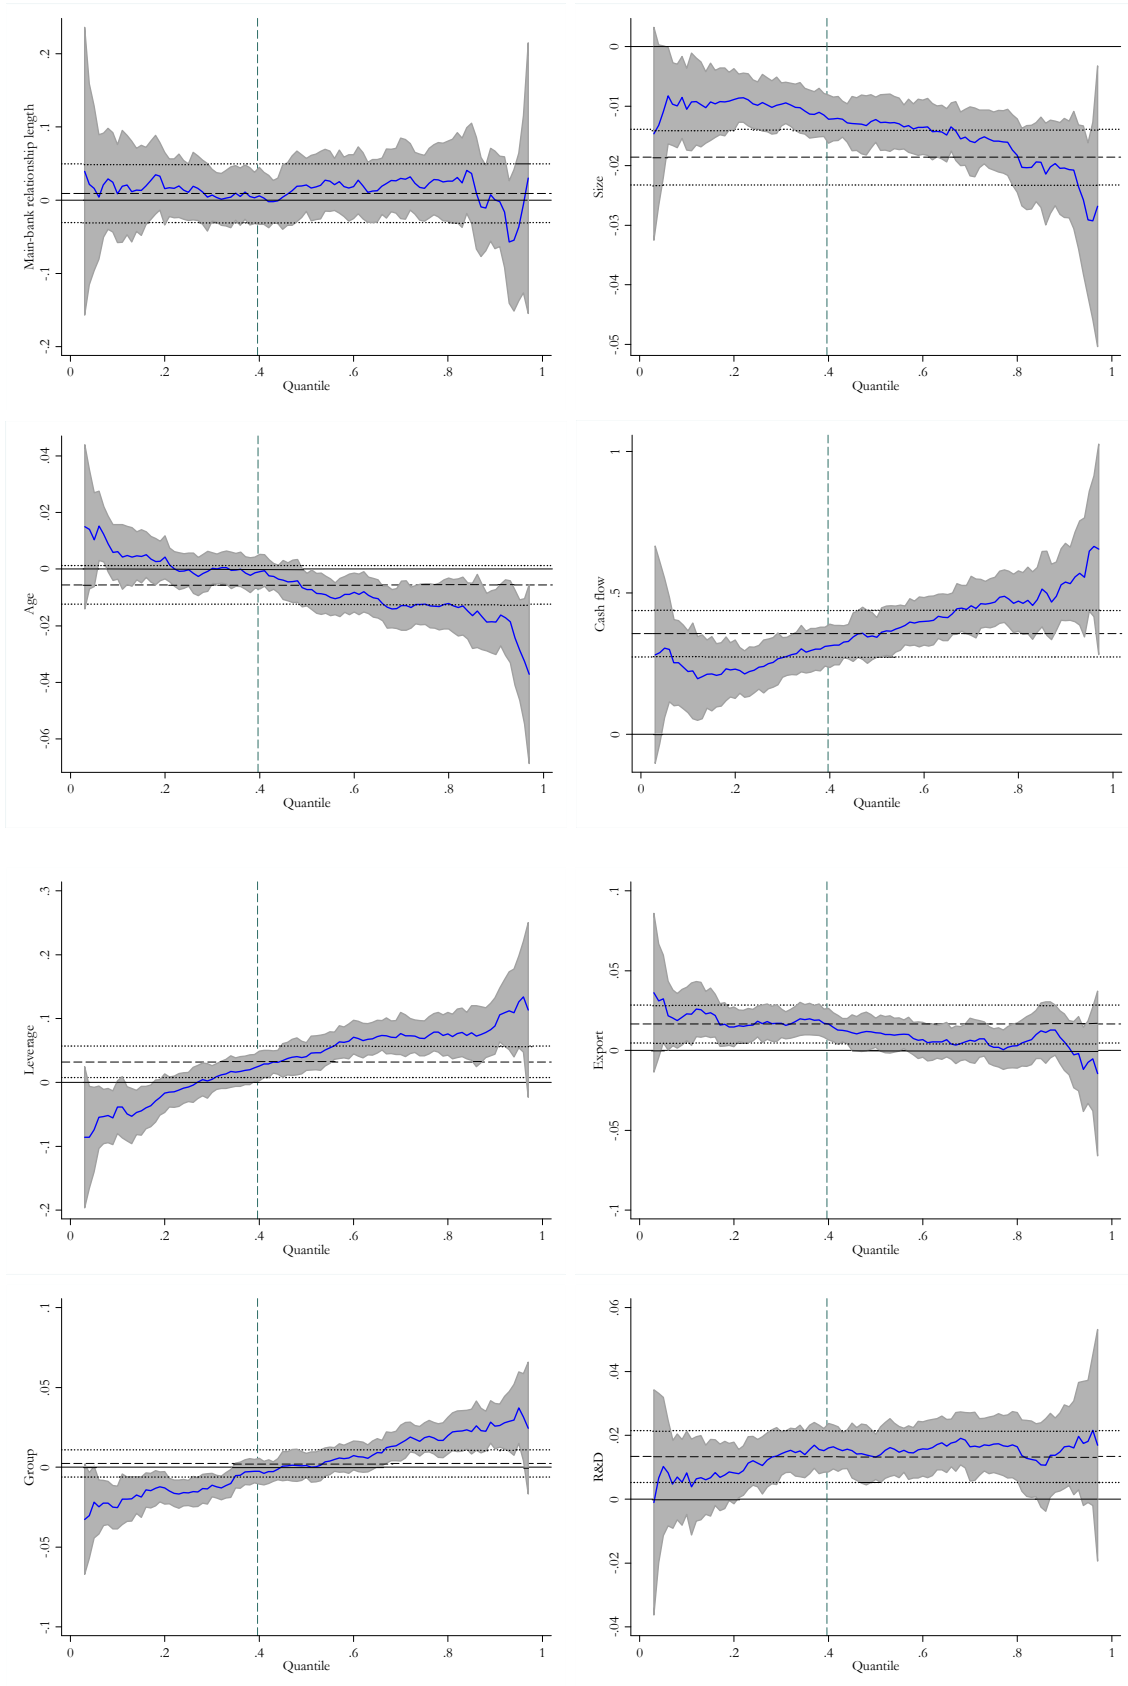 Main-bank relationship length
.2
.1
0
-.1
-.2
0 .2 .4 .6 .8 1
Quantile
Size
0
-.01
-.02
-.03
-.04
-.05
0 .2 .4 .6 .8 1
Quantile
Age
.04
.02
0
-.02
-.04
-.06
0 .2 .4 .6 .8 1
Quantile
Cash flow
1
.5
0
0 .2 .4 .6 .8 1
Quantile
Leverage
.3
.2
.1
0
-.1
-.2
0 .2 .4 .6 .8 1
Quantile
Export
.1
.05
0
-.05
-.1
0 .2 .4 .6 .8 1
Quantile
Group
.1
.05
0
-.05
-.1
0 .2 .4 .6 .8 1
Quantile
R&D
.06
.04
.02
0
-.02
-.04
0 .2 .4 .6 .8 1
Quantile